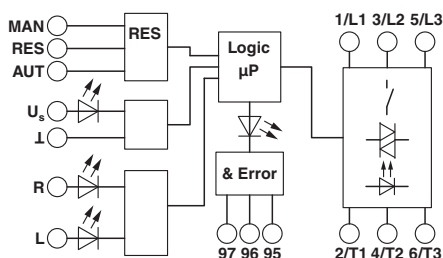 MAN
RES
AUT
RES
Us
⊥
R
L
Logic
µP
& Error
97 96 95
1/L1 3/L2 5/L3
2/T1 4/T2 6/T3